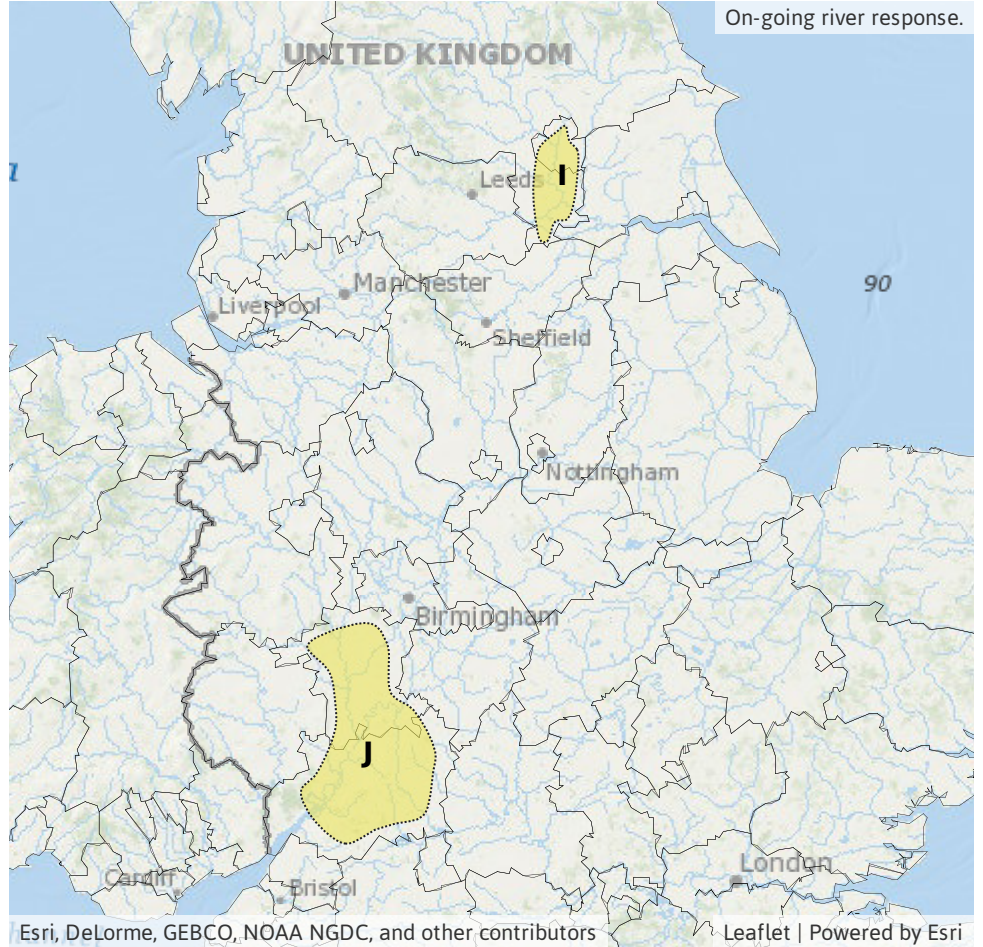 On-going river response.
UNITED KINGDOM
I
Leeds
90
Manchester
Liverpool
Sheffield
Nottingham
Birmingham
J
London
Cardiff
Bristol
Esri, DeLorme, GEBCO, NOAA NGDC, and other contributors
Leaflet | Powered by Esri